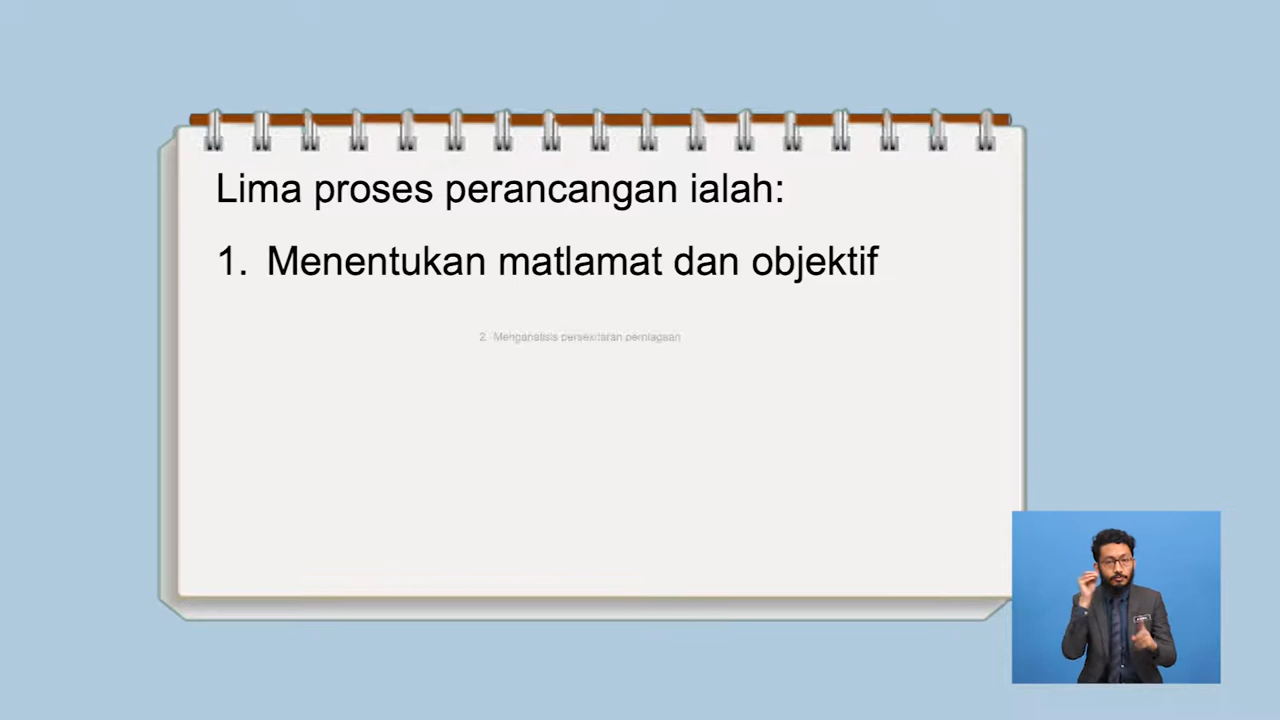 Lima proses perancangan ialah:
1. Menentukan matlamat dan objektif
2. Menganalisis persekitaran perniagaan